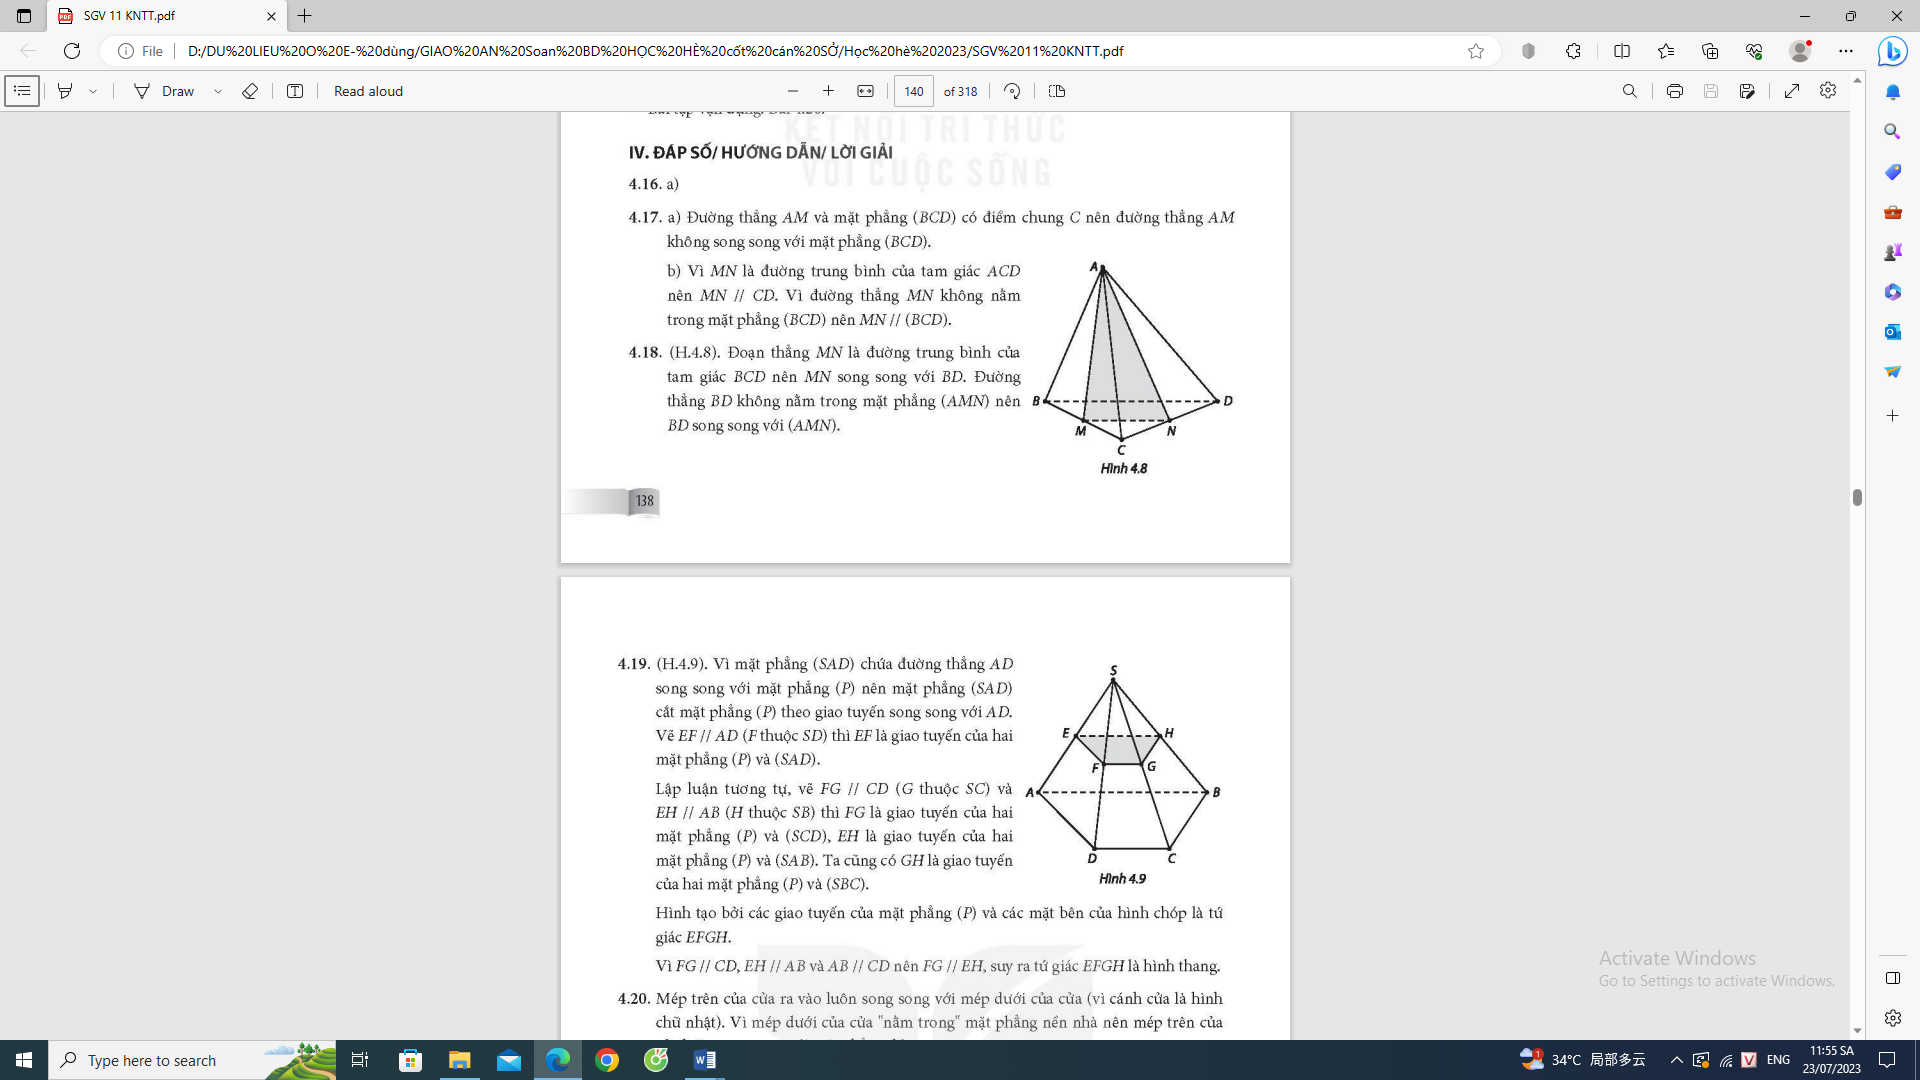 SGV 11 KNTT.pdf
File
D:/DU%20LIEU%20O%20E-%20dùng/GIAO%20AN%20Soan%20BD%20HỌC%20HÈ%20cốt%20cán%20SỞ/Học%20hè%202023/SGV%2011%20KNTT.pdf
Draw
Read aloud
140 of 318
KẾT NỐI TRI THỨC
VỚI CUỘC SỐNG
IV. ĐÁP SỐ/ HƯỚNG DẪN/ LỜI GIẢI
4.16. a)
4.17. a) Đường thẳng AM và mặt phẳng (BCD) có điểm chung C nên đường thẳng AM
không song song với mặt phẳng (BCD).
b) Vì MN là đường trung bình của tam giác ACD
nên MN // CD. Vì đường thẳng MN không nằm
trong mặt phẳng (BCD) nên MN // (BCD).
4.18. (H.4.8). Đoạn thẳng MN là đường trung bình của
tam giác BCD nên MN song song với BD. Đường
thẳng BD không nằm trong mặt phẳng (AMN) nên
BD song song với (AMN).
A
B
D
M
N
C
Hình 4.8
138
4.19. (H.4.9). Vì mặt phẳng (SAD) chứa đường thẳng AD
song song với mặt phẳng (P) nên mặt phẳng (SAD)
cắt mặt phẳng (P) theo giao tuyến song song với AD.
Vẽ EF // AD (F thuộc SD) thì EF là giao tuyến của hai
mặt phẳng (P) và (SAD).
Lập luận tương tự, vẽ FG // CD (G thuộc SC) và
EH // AB (H thuộc SB) thì FG là giao tuyến của hai
mặt phẳng (P) và (SCD), EH là giao tuyến của hai
mặt phẳng (P) và (SAB). Ta cũng có GH là giao tuyến
của hai mặt phẳng (P) và (SBC).
S
E
H
F
G
A
B
D
C
Hình 4.9
Hình tạo bởi các giao tuyến của mặt phẳng (P) và các mặt bên của hình chóp là tứ
giác EFGH.
Vì FG // CD, EH // AB và AB // CD nên FG // EH, suy ra tứ giác EFGH là hình thang.
4.20. Mép trên của cửa ra vào luôn song song với mép dưới của cửa (vì cánh cửa là hình
chữ nhật). Vì mép dưới của cửa "nằm trong" mặt phẳng nền nhà nên mép trên của
Activate Windows
Go to Settings to activate Windows.
Type here to search
34°C 局部多云
ENG
11:55 SA
23/07/2023